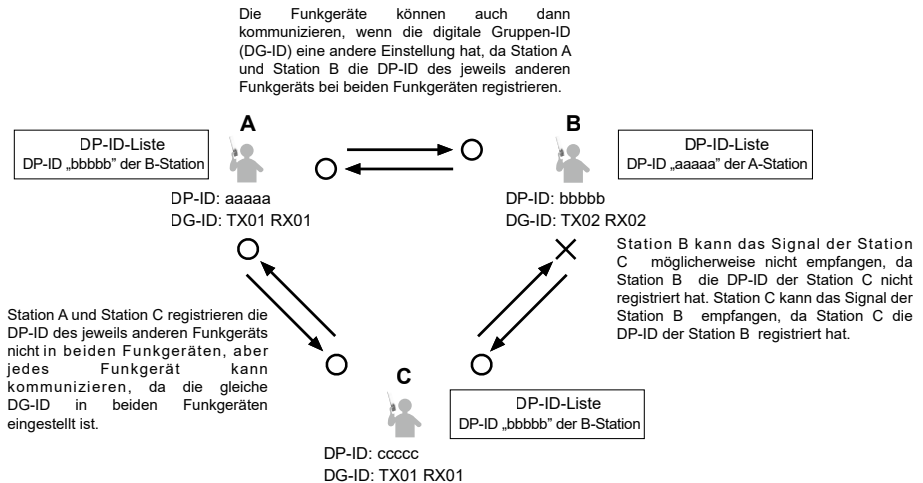 Die Funkgeräte können auch dann
kommunizieren, wenn die digitale Gruppen-ID
(DG-ID) eine andere Einstellung hat, da Station A
und Station B die DP-ID des jeweils anderen
Funkgeräts bei beiden Funkgeräten registrieren.
A
B
DP-ID-Liste
DP-ID „bbbbb” der B-Station
DP-ID-Liste
DP-ID „aaaaa” der A-Station
DP-ID: aaaaa
DG-ID: TX01 RX01
DP-ID: bbbbb
DG-ID: TX02 RX02
Station B kann das Signal der Station
C möglicherweise nicht empfangen, da
Station B die DP-ID der Station C nicht
registriert hat. Station C kann das Signal der
Station B empfangen, da Station C die
DP-ID der Station B registriert hat.
Station A und Station C registrieren die
DP-ID des jeweils anderen Funkgeräts
nicht in beiden Funkgeräten, aber
jedes Funkgerät kann
kommunizieren, da die gleiche
DG-ID in beiden Funkgeräten
eingestellt ist.
C
DP-ID-Liste
DP-ID „bbbbb” der B-Station
DP-ID: ccccc
DG-ID: TX01 RX01